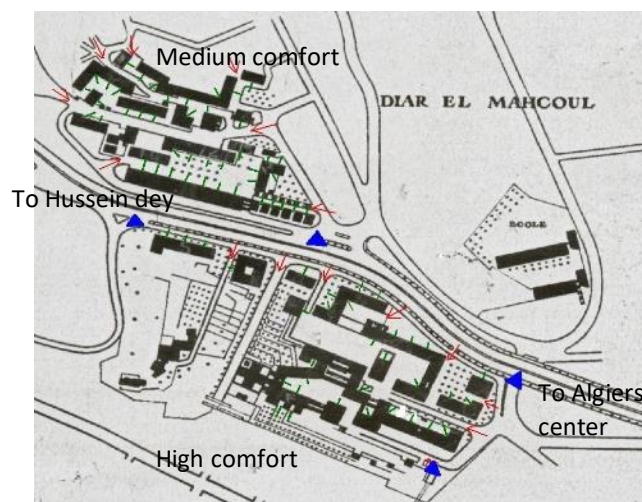 Medium comfort
DIAR EL MAHCOUL
To Hussein dey
ECOLE
To Algiers
center
High comfort